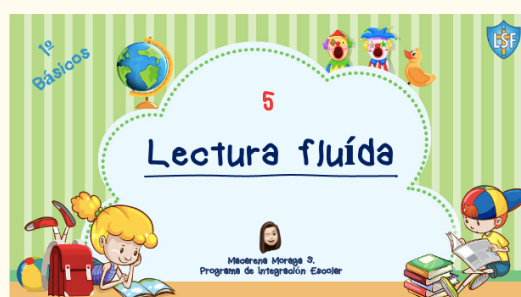 1º
Básicos
LSF
5
Lectura fluída
Macarena Moraga S.
Programa de Integración Escolar